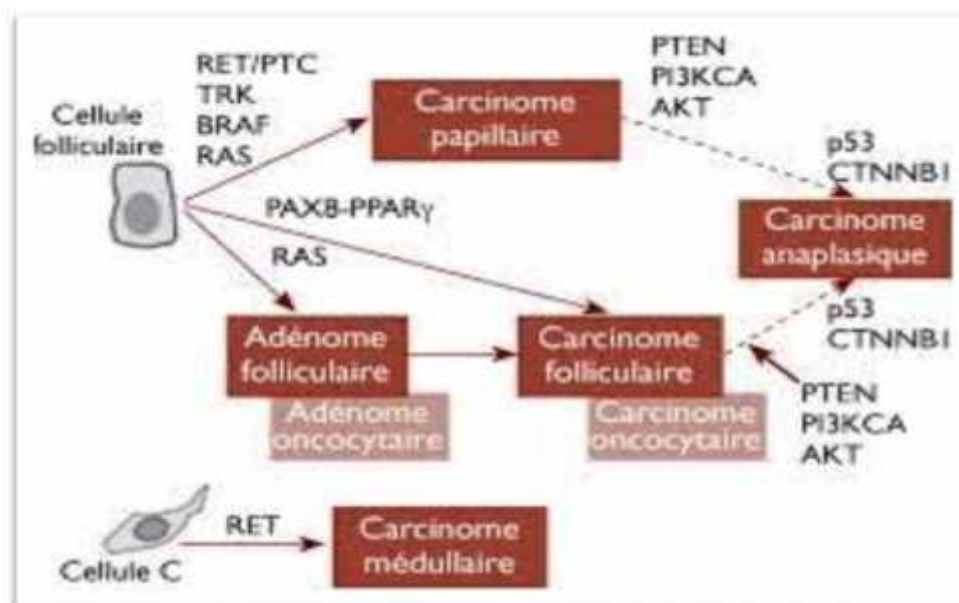 RET/PTC
TRK
BRAF
RAS
Cellule
folliculaire
Carcinome
papillaire
PTEN
PI3KCA
AKT
p53
CTNNB1
PAX8-PPARγ
RAS
Carcinome
anaplasique
Adénome
folliculaire
Adénome
oncocytaire
Carcinome
folliculaire
Carcinome
oncocytaire
p53
CTNNB1
PTEN
PI3KCA
AKT
Cellule C
RET
Carcinome
médullaire